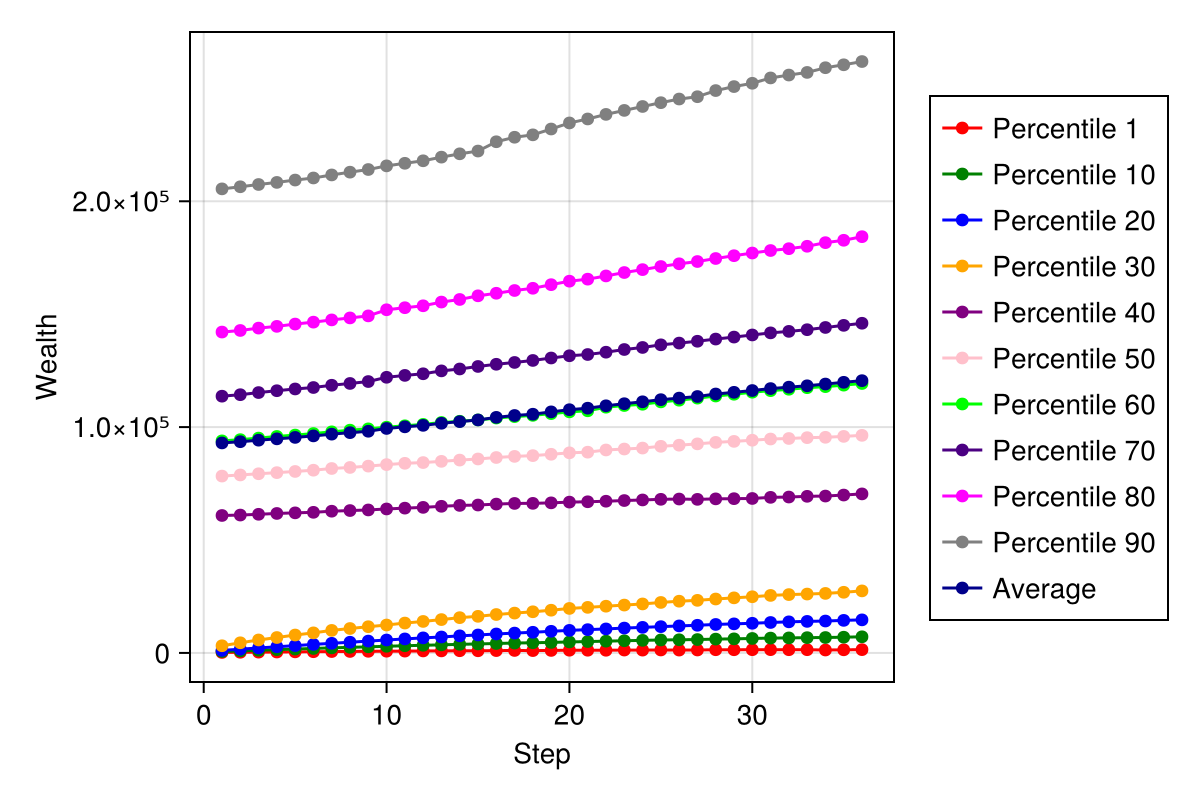 Wealth
2.0×10⁵
1.0×10⁵
0
0 10 20 30
Step
Percentile 1
Percentile 10
Percentile 20
Percentile 30
Percentile 40
Percentile 50
Percentile 60
Percentile 70
Percentile 80
Percentile 90
Average